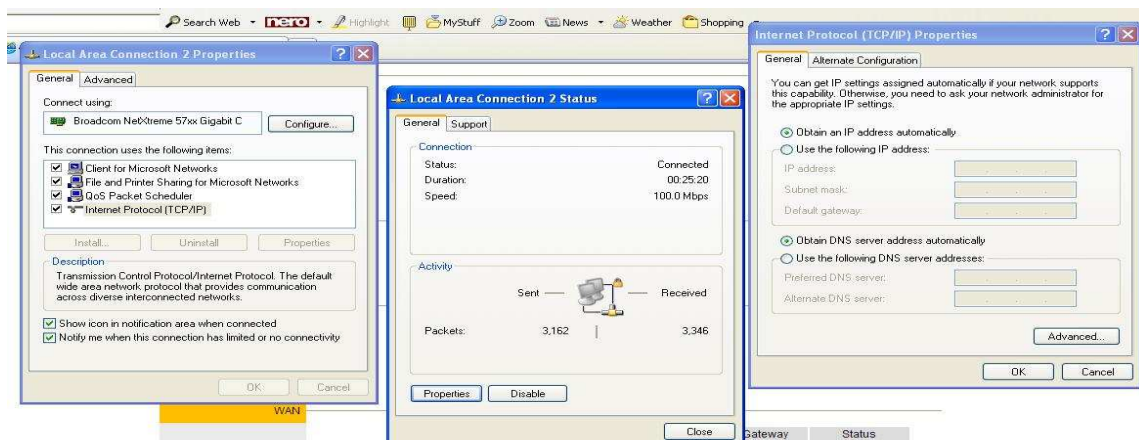 Search Web nero Highlight MyStuff Zoom News Weather Shopping
Local Area Connection 2 Properties
General Advanced
Connect using:
Broadcom NetXtreme 57xx Gigabit C Configure...
This connection uses the following items:
Client for Microsoft Networks
File and Printer Sharing for Microsoft Networks
QoS Packet Scheduler
Internet Protocol (TCP/IP)
Install... Uninstall Properties
Description
Transmission Control Protocol/Internet Protocol. The default
wide area network protocol that provides communication
across diverse interconnected networks.
Show icon in notification area when connected
Notify me when this connection has limited or no connectivity
OK Cancel
WAN
Local Area Connection 2 Status
General Support
Connection
Status: Connected
Duration: 00:25:20
Speed: 100.0 Mbps
Activity
Sent Received
Packets: 3,162 3,346
Properties Disable
Close
Internet Protocol (TCP/IP) Properties
General Alternate Configuration
You can get IP settings assigned automatically if your network supports
this capability. Otherwise, you need to ask your network administrator for
the appropriate IP settings.
Obtain an IP address automatically
Use the following IP address:
IP address:
Subnet mask:
Default gateway:
Obtain DNS server address automatically
Use the following DNS server addresses:
Preferred DNS server:
Alternate DNS server:
Advanced...
OK Cancel
Gateway Status